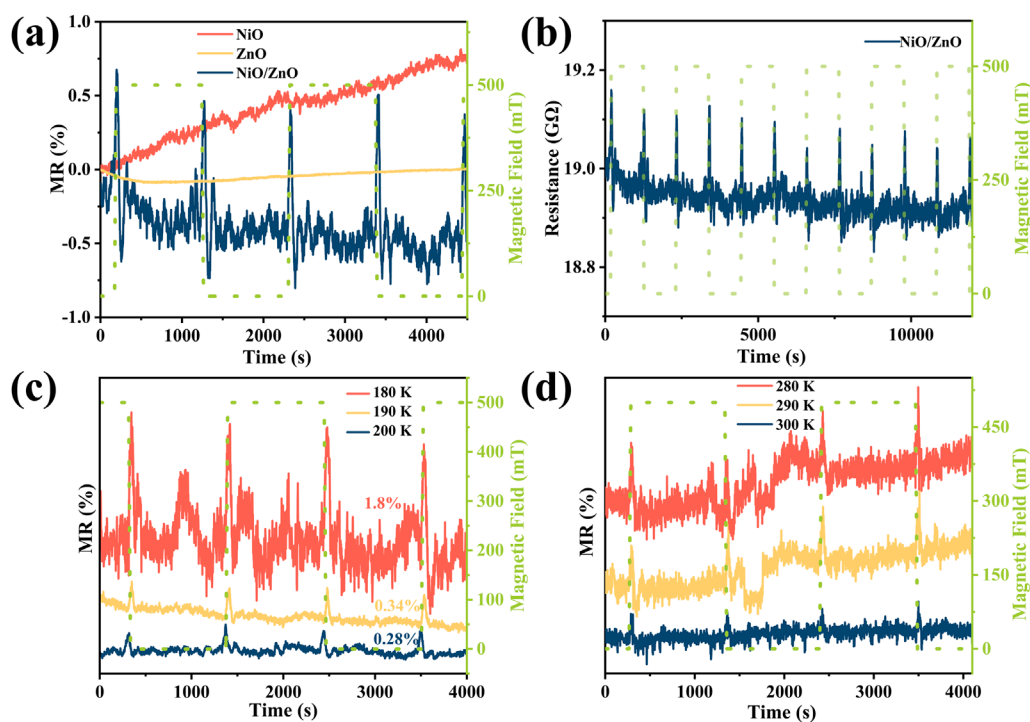 (a)
NiO
ZnO
NiO/ZnO
1.0
0.5
0.0
-0.5
-1.0
MR (%)
0
1000
2000
3000
4000
Time (s)
500
250
0
Magnetic Field (mT)
(b)
NiO/ZnO
19.2
19.0
18.8
Resistance (GΩ)
0
5000
10000
Time (s)
500
250
0
Magnetic Field (mT)
(c)
180 K
190 K
200 K
1.8%
0.34%
0.28%
MR (%)
0
1000
2000
3000
4000
Time (s)
500
400
300
200
100
0
Magnetic Field (mT)
(d)
280 K
290 K
300 K
MR (%)
0
1000
2000
3000
4000
Time (s)
450
300
150
0
Magnetic Field (mT)